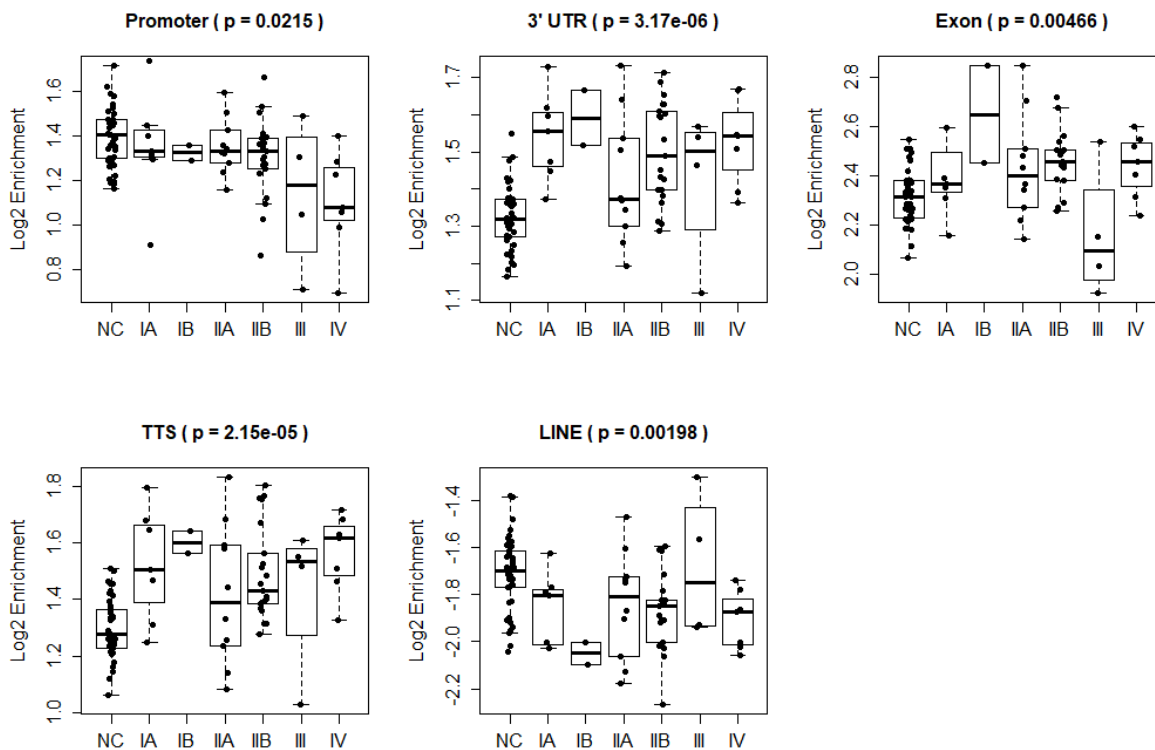 Promoter ( p = 0.0215)
Log2 Enrichment
0.8 1.0 1.2 1.4 1.6
NC IA IB IIA IIB III IV
3' UTR ( p = 3.17e-06 )
Log2 Enrichment
1.1 1.3 1.5 1.7
NC IA IB IIA IIB III IV
Exon ( p = 0.00466 )
Log2 Enrichment
2.0 2.2 2.4 2.6 2.8
NC IA IB IIA IIB III IV
TTS ( p = 2.15e-05 )
Log2 Enrichment
1.0 1.2 1.4 1.6 1.8
NC IA IB IIA IIB III IV
LINE ( p = 0.00198 )
Log2 Enrichment
-2.2 -2.0 -1.8 -1.6 -1.4
NC IA IB IIA IIB III IV